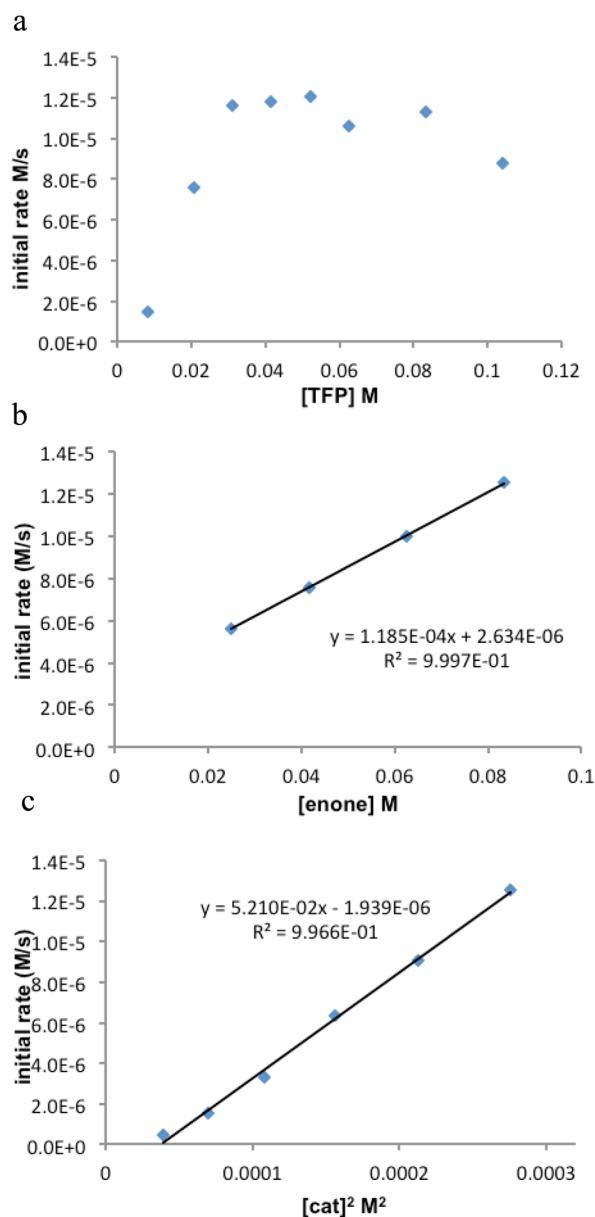 a
1.4E-5
1.2E-5
1.0E-5
8.0E-6
6.0E-6
4.0E-6
2.0E-6
0.0E+0
initial rate M/s
0 0.02 0.04 0.06 0.08 0.1 0.12
[TFP] M
b
1.4E-5
1.2E-5
1.0E-5
8.0E-6
6.0E-6
4.0E-6
2.0E-6
0.0E+0
initial rate (M/s)
y = 1.185E-04x + 2.634E-06
R² = 9.997E-01
0 0.02 0.04 0.06 0.08 0.1
[enone] M
c
1.4E-5
1.2E-5
1.0E-5
8.0E-6
6.0E-6
4.0E-6
2.0E-6
0.0E+0
initial rate (M/s)
y = 5.210E-02x - 1.939E-06
R² = 9.966E-01
0 0.0001 0.0002 0.0003
[cat]² M²